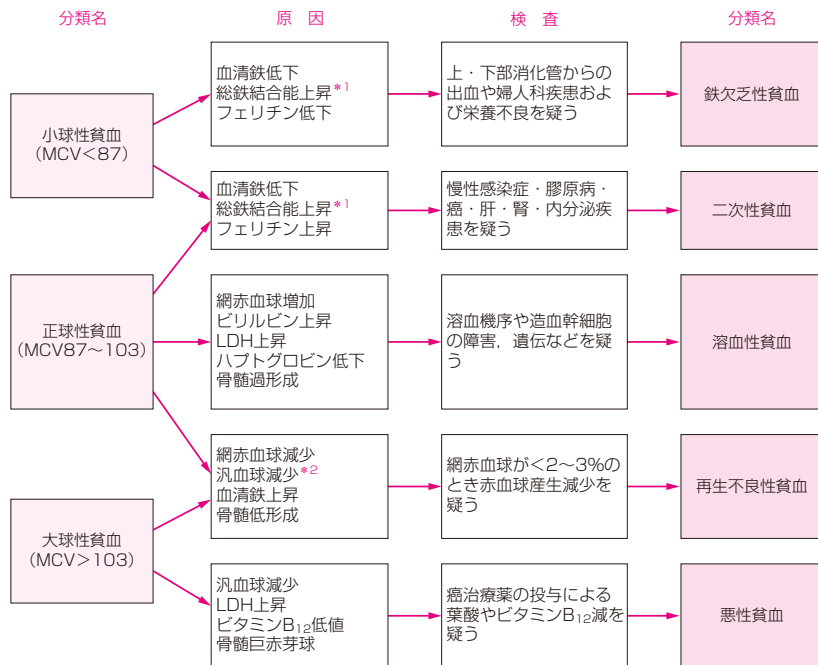 分類名
原 因
検 査
分類名
小球性貧血
(MCV<87)
血清鉄低下
総鉄結合能上昇*1
フェリチン低下
上・下部消化管からの
出血や婦人科疾患およ
び栄養不良を疑う
鉄欠乏性貧血
血清鉄低下
総鉄結合能上昇*1
フェリチン上昇
慢性感染症・膠原病・
癌・肝・腎・内分泌疾
患を疑う
二次性貧血
正球性貧血
(MCV87〜103)
網赤血球増加
ビリルビン上昇
LDH上昇
ハプトグロビン低下
骨髄過形成
溶血機序や造血幹細胞
の障害,遺伝などを疑
う
溶血性貧血
網赤血球減少
汎血球減少*2
血清鉄上昇
骨髄低形成
網赤血球が<2〜3%の
とき赤血球産生減少を
疑う
再生不良性貧血
大球性貧血
(MCV>103)
汎血球減少
LDH上昇
ビタミンB12低値
骨髄巨赤芽球
癌治療薬の投与による
葉酸やビタミンB12減を
疑う
悪性貧血